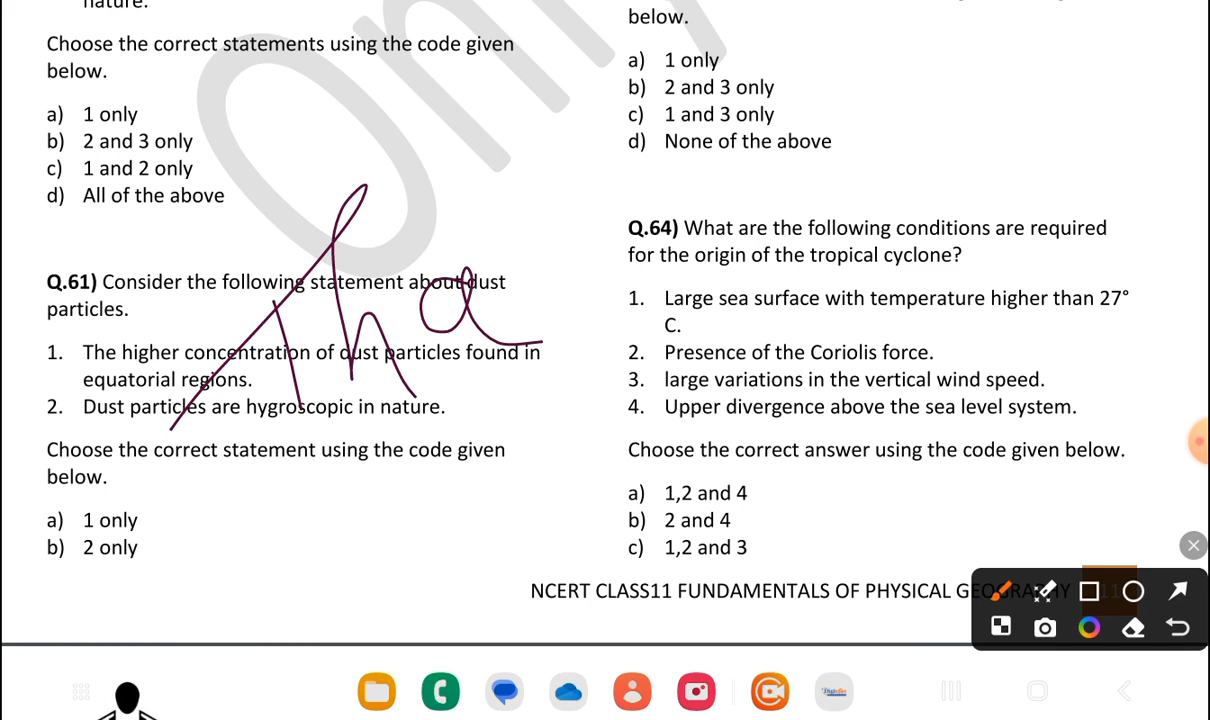 nature.
Choose the correct statements using the code given
below.
a) 1 only
b) 2 and 3 only
c) 1 and 2 only
d) All of the above
Q.61) Consider the following statement about dust
particles.
1. The higher concentration of dust particles found in
equatorial regions.
2. Dust particles are hygroscopic in nature.
Choose the correct statement using the code given
below.
a) 1 only
b) 2 only
below.
a) 1 only
b) 2 and 3 only
c) 1 and 3 only
d) None of the above
Q.64) What are the following conditions are required
for the origin of the tropical cyclone?
1. Large sea surface with temperature higher than 27°
C.
2. Presence of the Coriolis force.
3. large variations in the vertical wind speed.
4. Upper divergence above the sea level system.
Choose the correct answer using the code given below.
a) 1,2 and 4
b) 2 and 4
c) 1,2 and 3
NCERT CLASS11 FUNDAMENTALS OF PHYSICAL GEOGRAPHY
Only
Tha